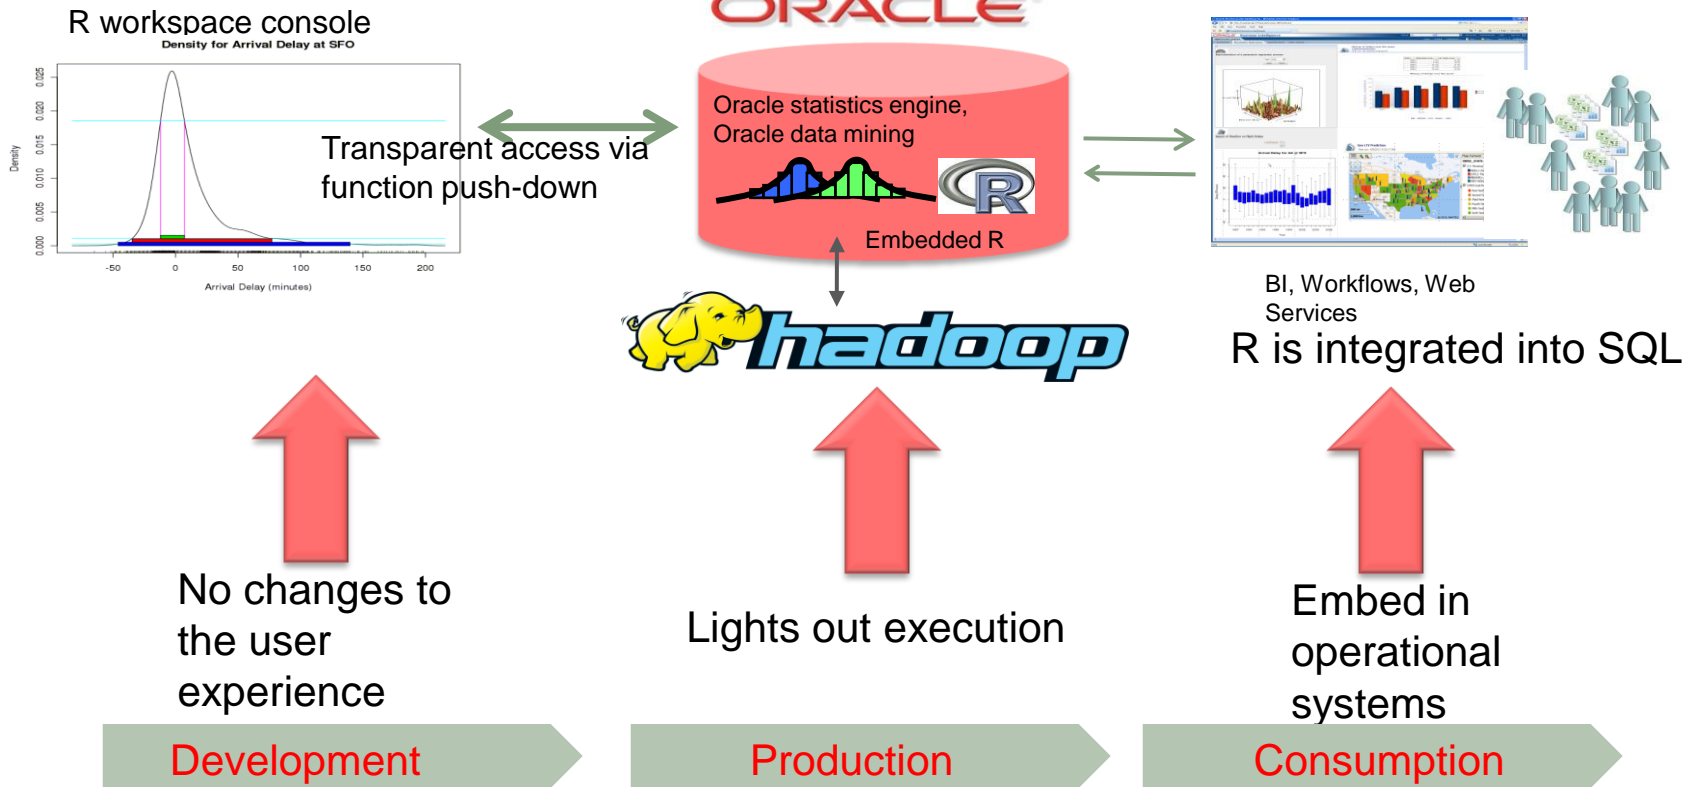 R workspace console
Density for Arrival Delay at SFO
0.025
0.020
0.015
0.010
0.005
0.000
Density
-50 0 50 100 150 200
Arrival Delay (minutes)
Transparent access via
function push-down
ORACLE
Oracle statistics engine,
Oracle data mining
R
Embedded R
hadoop
BI, Workflows, Web
Services
R is integrated into SQL
No changes to
the user
experience
Lights out execution
Embed in
operational
systems
Development
Production
Consumption